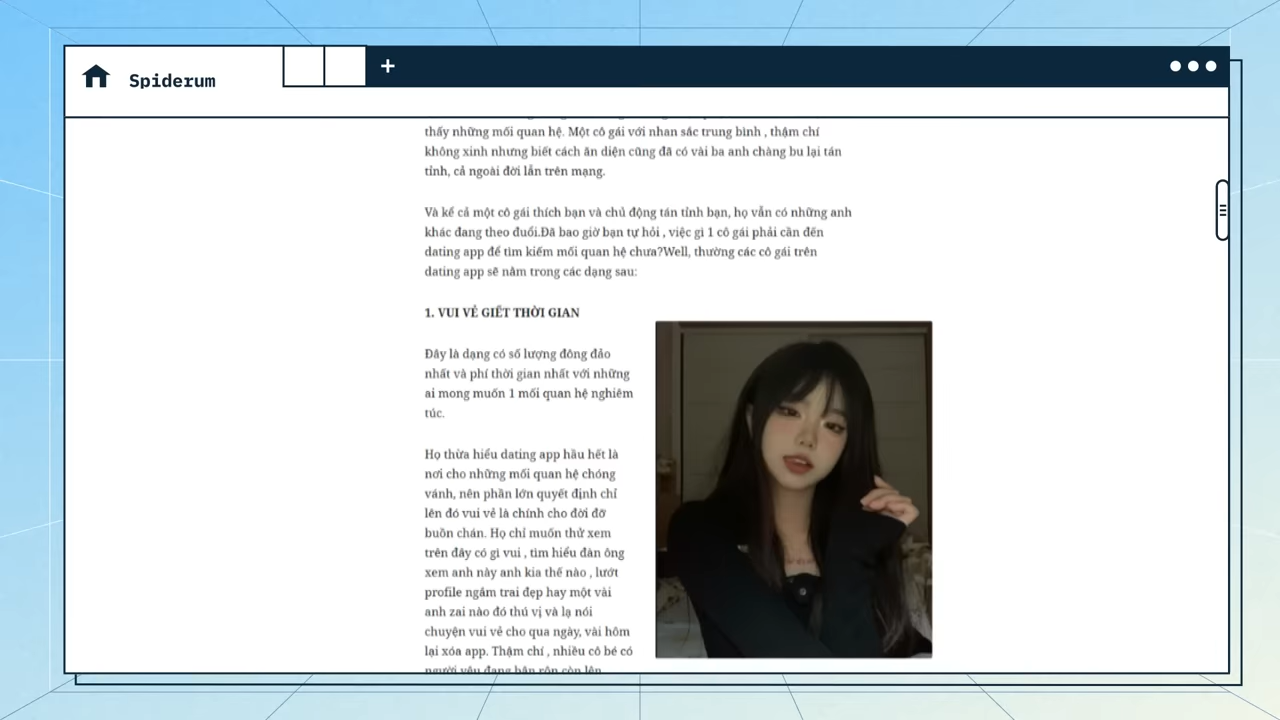 Spiderum
thấy những mối quan hệ. Một cô gái với nhan sắc trung bình , thậm chí
không xinh nhưng biết cách ăn diện cũng đã có vài ba anh chàng bu lại tán
tỉnh, cả ngoài đời lẫn trên mạng.
Và kể cả một cô gái thích bạn và chủ động tán tỉnh bạn, họ vẫn có những anh
khác đang theo đuổi.Đã bao giờ bạn tự hỏi , việc gì 1 cô gái phải cần đến
dating app để tìm kiếm mối quan hệ chưa?Well, thường các cô gái trên
dating app sẽ nằm trong các dạng sau:
1. VUI VẺ GIẾT THỜI GIAN
Đây là dạng có số lượng đông đảo
nhất và phí thời gian nhất với những
ai mong muốn 1 mối quan hệ nghiêm
túc.
Họ thừa hiểu dating app hầu hết là
nơi cho những mối quan hệ chóng
vánh, nên phần lớn quyết định chỉ
lên đó vui vẻ là chính cho đời đỡ
buồn chán. Họ chỉ muốn thử xem
trên đây có gì vui , tìm hiểu đàn ông
xem anh này anh kia thế nào , lướt
profile ngắm trai đẹp hay một vài
anh zai nào đó thú vị và lạ nói
chuyện vui vẻ cho qua ngày, vài hôm
lại xóa app. Thậm chí , nhiều cô bé có
người yêu đang bận rộn còn lên